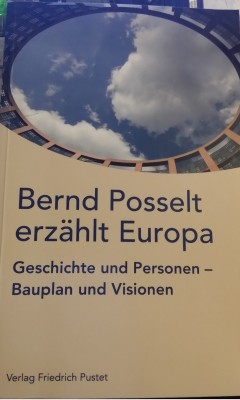 Bernd Posselt
erzählt Europa
Geschichte und Personen –
Bauplan und Visionen
Verlag Friedrich Pustet